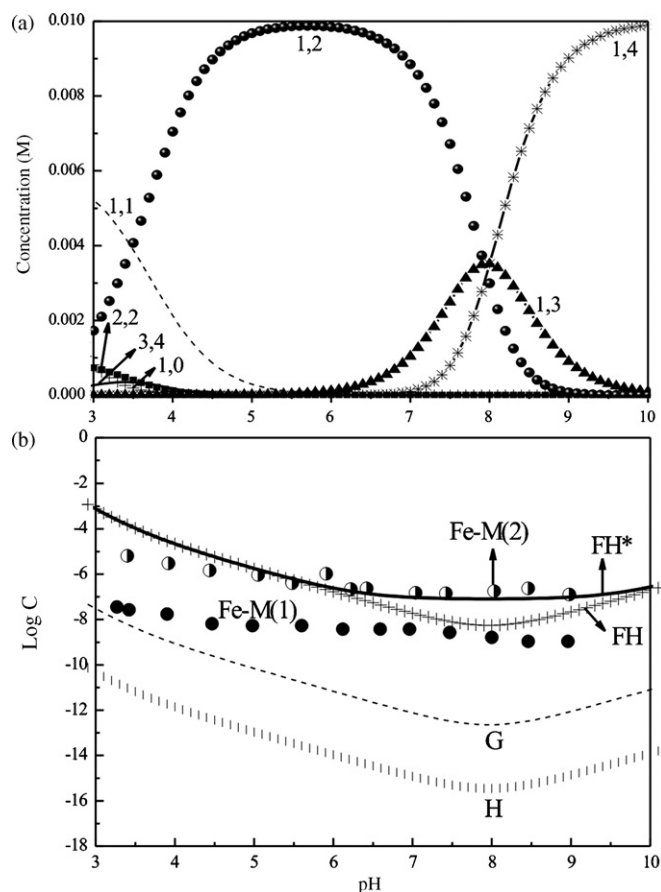 (a)
0.010
0.008
0.006
0.004
0.002
0.000
Concentration (M)
1,2
1,4
1,1
2,2
3,4
1,0
1,3
3 4 5 6 7 8 9 10
(b)
0
-2
-4
-6
-8
-10
-12
-14
-16
-18
Log C
Fe-M(2)
FH*
Fe-M(1)
FH
G
H
3 4 5 6 7 8 9 10
pH